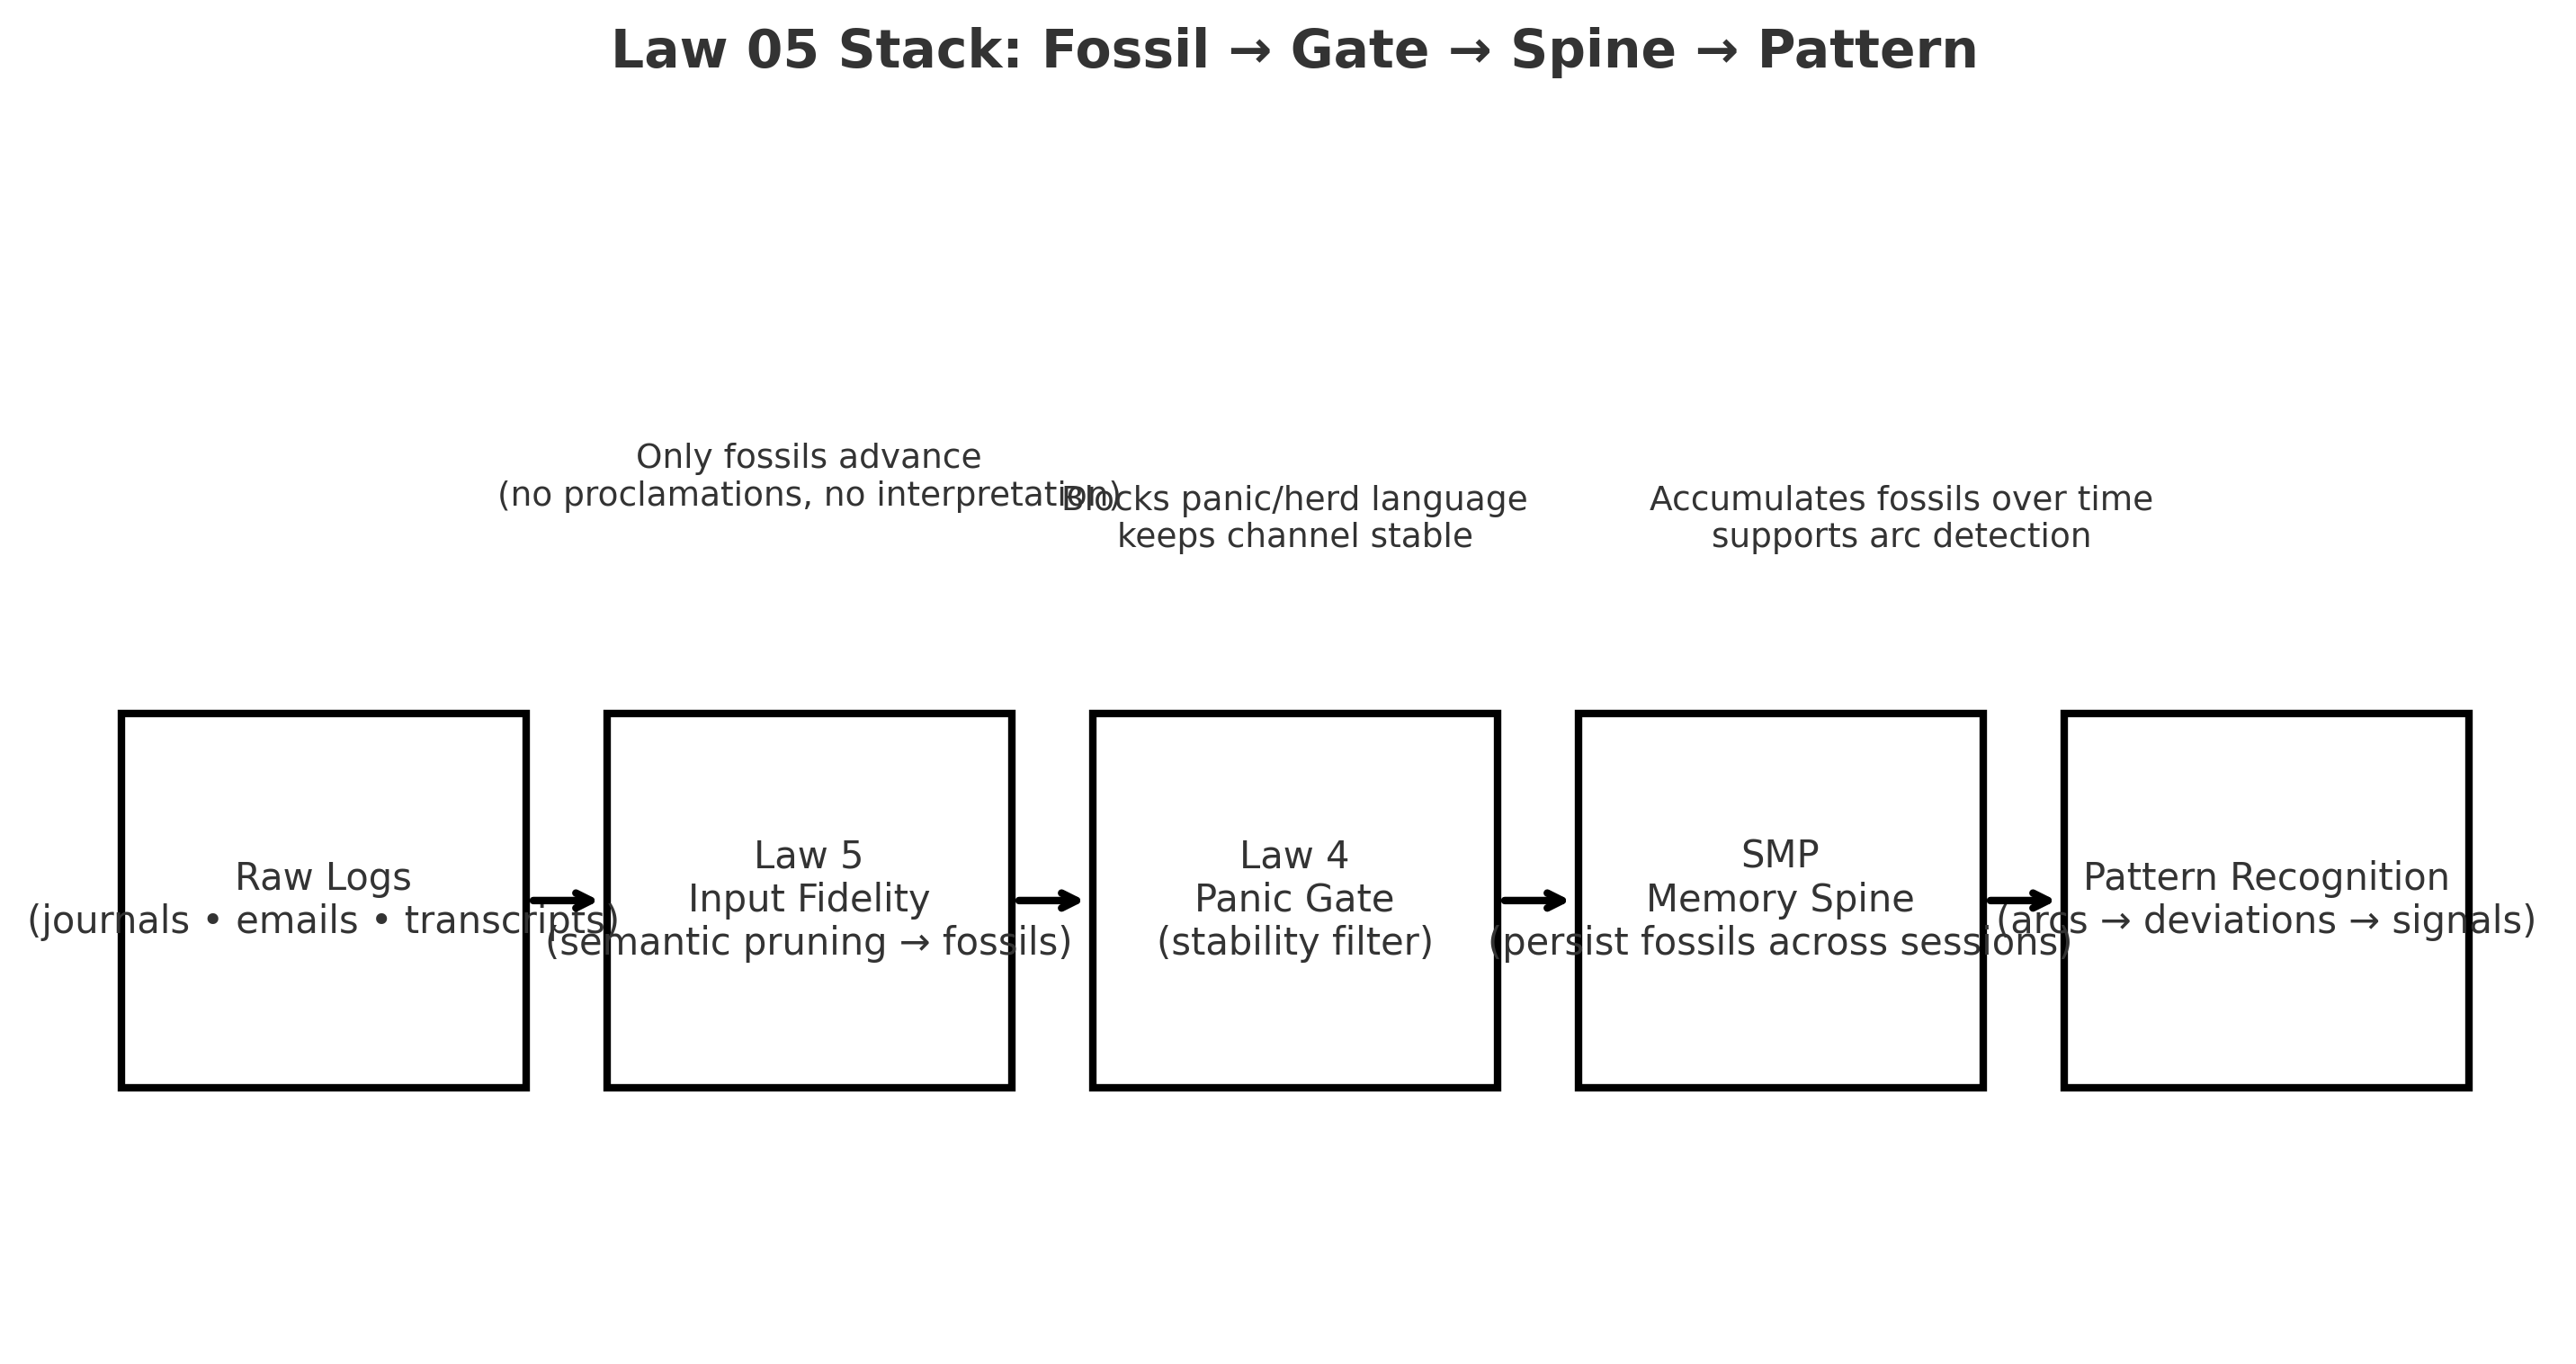 Law 05 Stack: Fossil → Gate → Spine → Pattern
Only fossils advance
(no proclamations, no interpretation)
Blocks panic/herd language
keeps channel stable
Accumulates fossils over time
supports arc detection
Raw Logs
(journals • emails • transcripts)
Law 5
Input Fidelity
(semantic pruning → fossils)
Law 4
Panic Gate
(stability filter)
SMP
Memory Spine
(persist fossils across sessions)
Pattern Recognition
(arcs → deviations → signals)